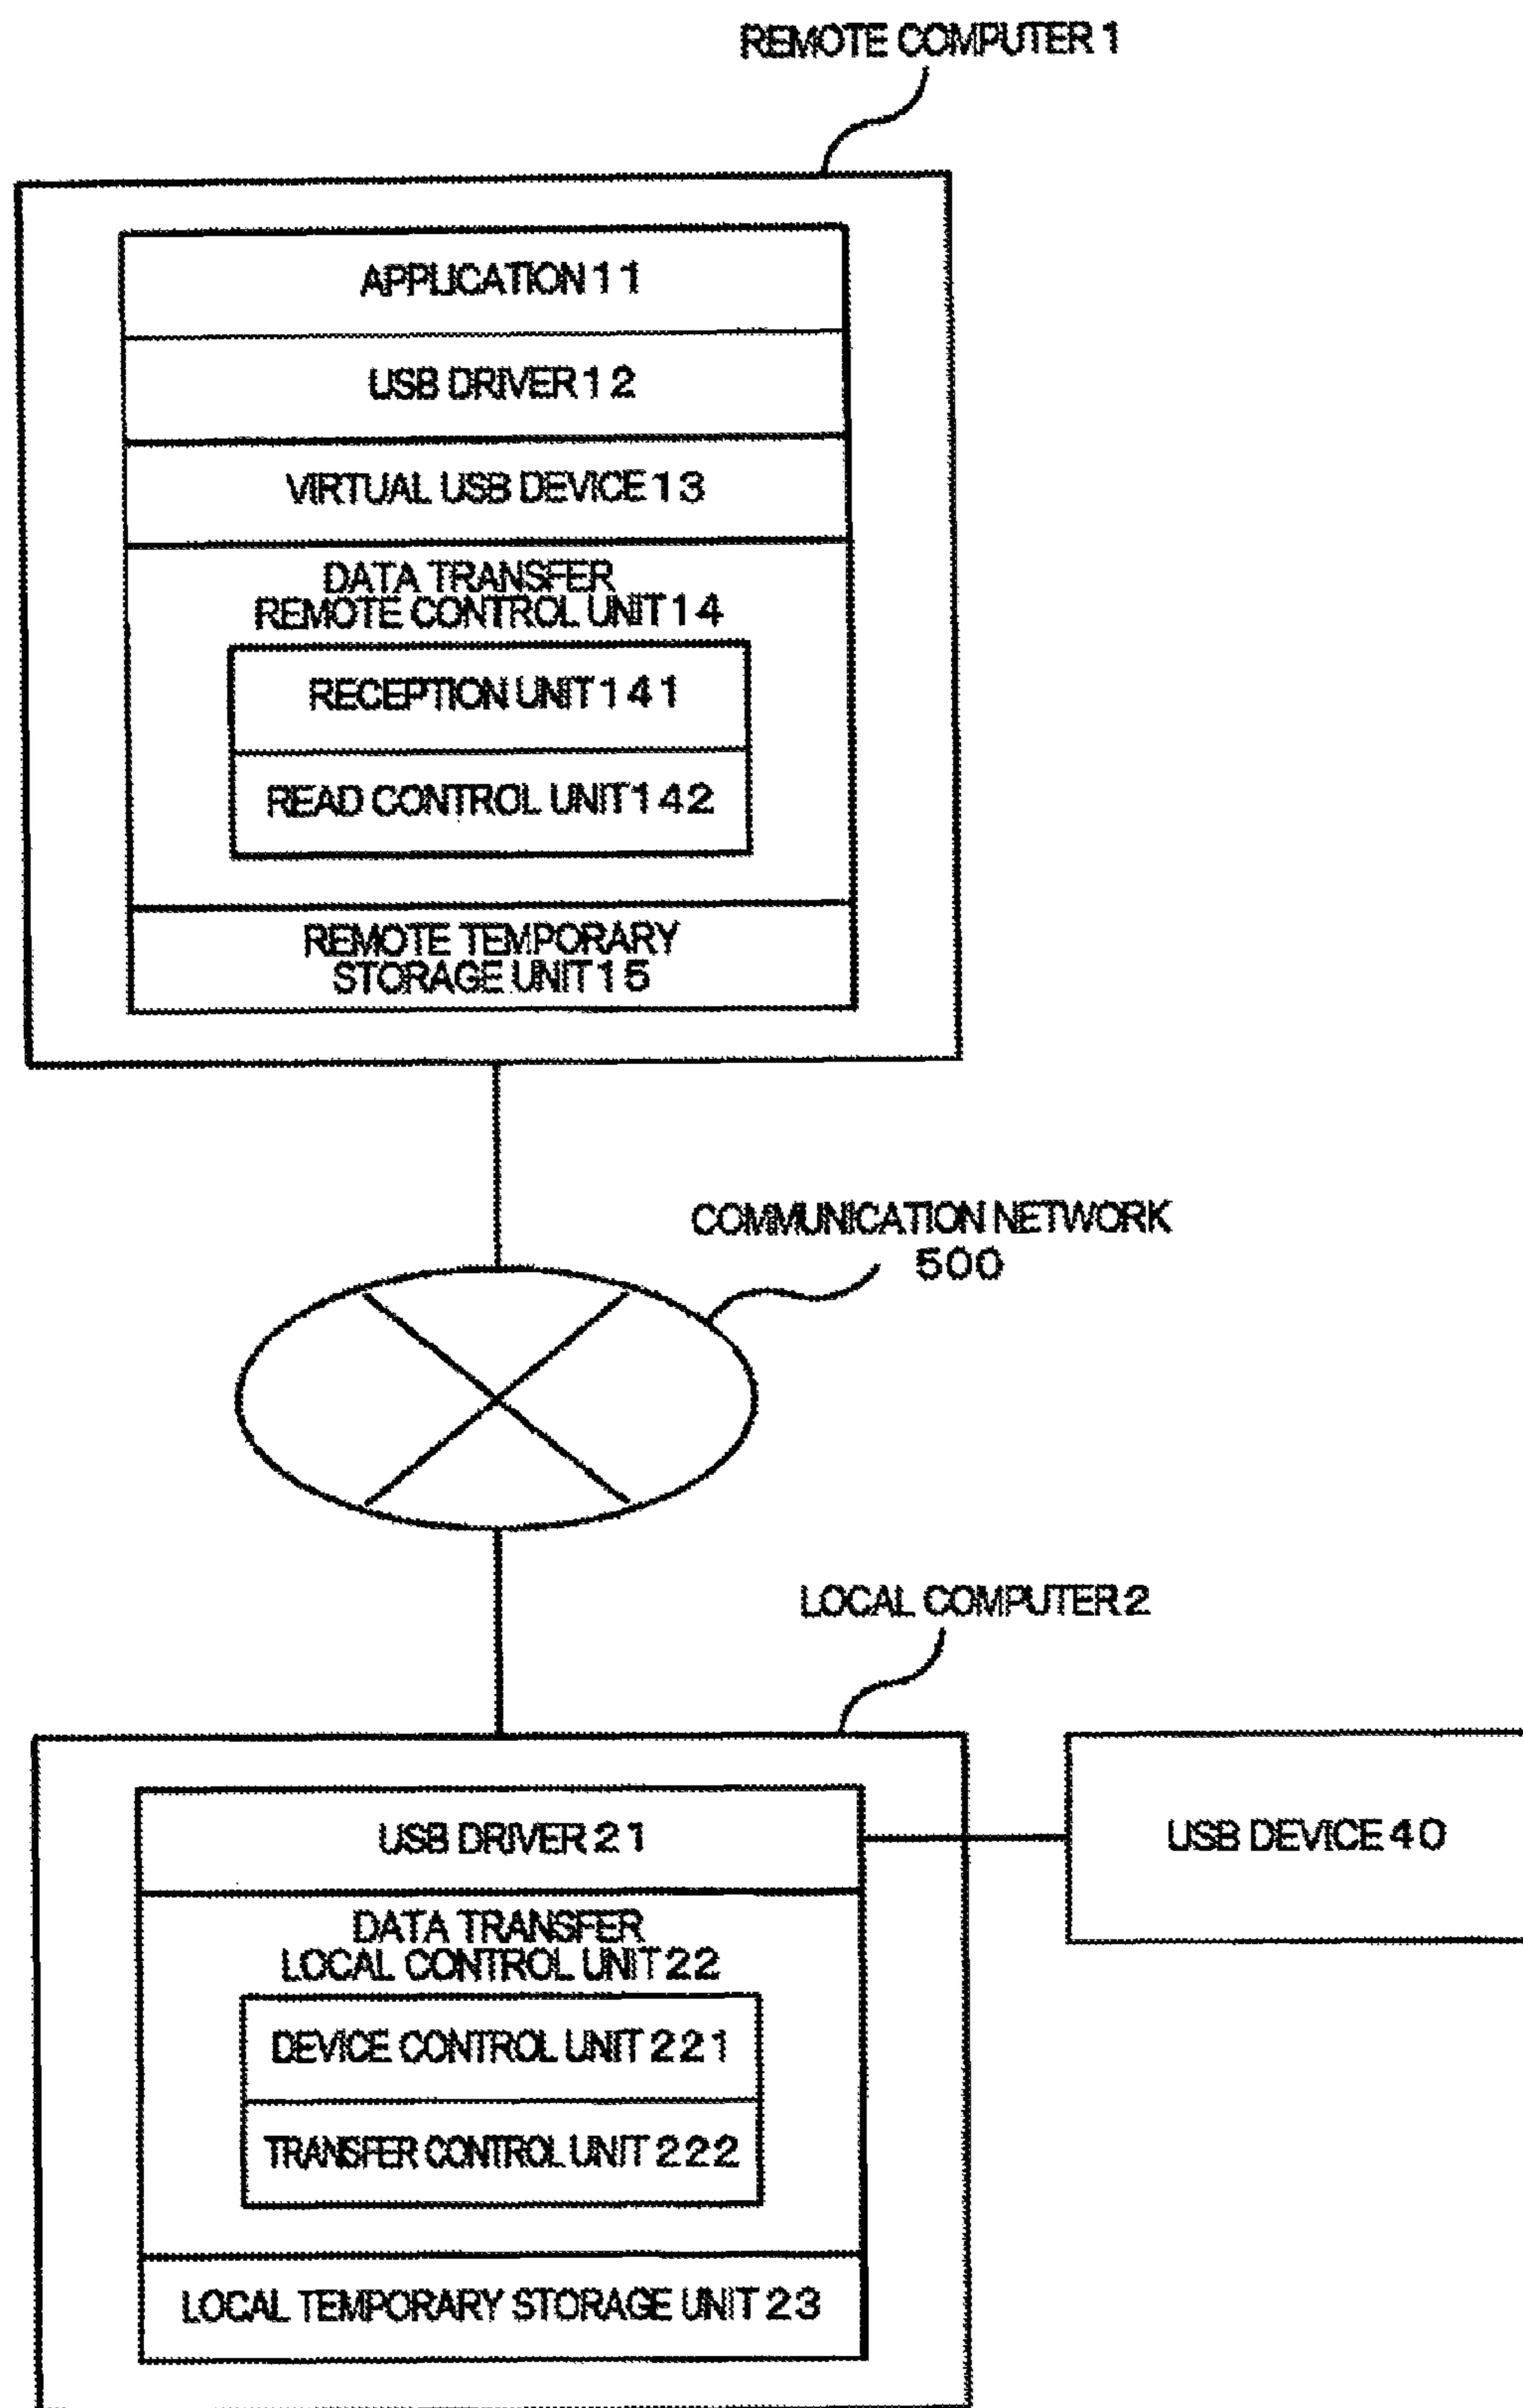 REMOTE COMPUTER 1
APPLICATION 11
USB DRIVER 12
VIRTUAL USB DEVICE 13
DATA TRANSFER
REMOTE CONTROL UNIT 14
RECEPTION UNIT 141
READ CONTROL UNIT 142
REMOTE TEMPORARY
STORAGE UNIT 15
COMMUNICATION NETWORK
500
LOCAL COMPUTER 2
USB DRIVER 21
USB DEVICE 40
DATA TRANSFER
LOCAL CONTROL UNIT 22
DEVICE CONTROL UNIT 221
TRANSFER CONTROL UNIT 222
LOCAL TEMPORARY STORAGE UNIT 23